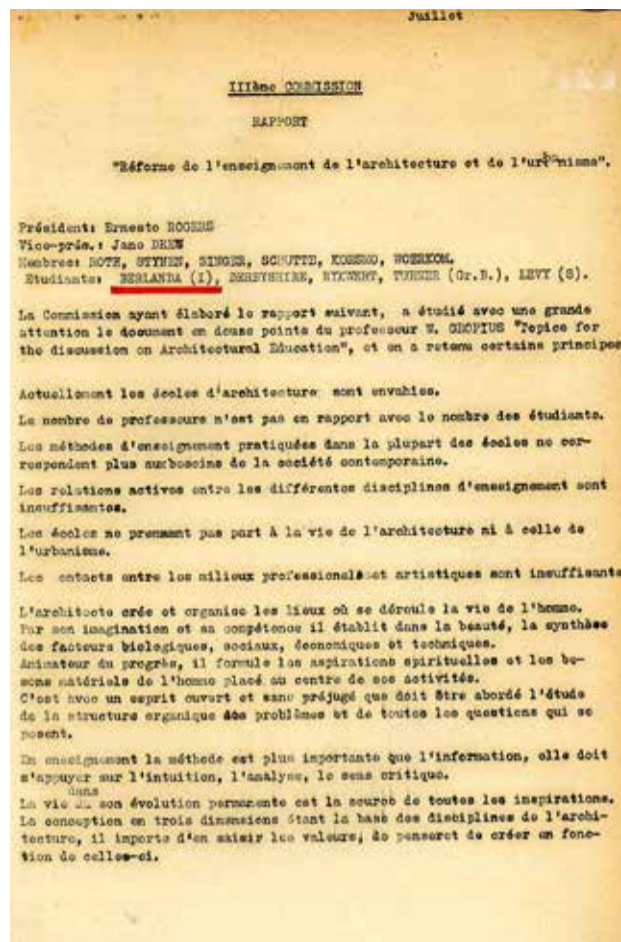 Juillet
IIIème COMMISSION
RAPPORT
"Réforme de l'enseignement de l'architecture et de l'urbanisme".
Président: Ernesto ROGERS
Vice-prés.: Jane DREW
Membres: ROTH, STYNEN, SINGER, SCHUTTE, KORSMO, WOERKOM.
Etudiants: BERLANDA (I), DERBYSHIRE, RYKWERT, TURNER (Gr.B.), LEVY (S).
La Commission ayant élaboré le rapport suivant, a étudié avec une grande
attention le document en douze points du professeur W. GROPIUS "Topics for
the discussion on Architectural Education", et en a retenu certains principes
Actuellement les écoles d'architecture sont envahies.
Le nombre de professeurs n'est pas en rapport avec le nombre des étudiants.
Les méthodes d'enseignement pratiquées dans la plupart des écoles ne cor-
respondent plus aux besoins de la société contemporaine.
Les relations actives entre les différentes disciplines d'enseignement sont
insuffisantes.
Les écoles ne prennent pas part à la vie de l'architecture ni à celle de
l'urbanisme.
Les contacts entre les milieux professionels et artistiques sont insuffisants
L'architecte crée et organise les lieux où se déroule la vie de l'homme.
Par son imagination et sa compétence il établit dans la beauté, la synthèse
des facteurs biologiques, sociaux, économiques et techniques.
Animateur du progrès, il formule les aspirations spirituelles et les be-
soins matériels de l'homme placé au centre de ses activités.
C'est avec un esprit ouvert et sans préjugé que doit être abordé l'étude
de la structure organique des problèmes et de toutes les questions qui se
posent.
En enseignement la méthode est plus importante que l'information, elle doit
s'appuyer sur l'intuition, l'analyse, le sens critique.
La vie dans son évolution permanente est la source de toutes les inspirations.
La conception en trois dimensions étant la base des disciplines de l'archi-
tecture, il importe d'en saisir les valeurs, de penser et de créer en fonc-
tion de celles-ci.